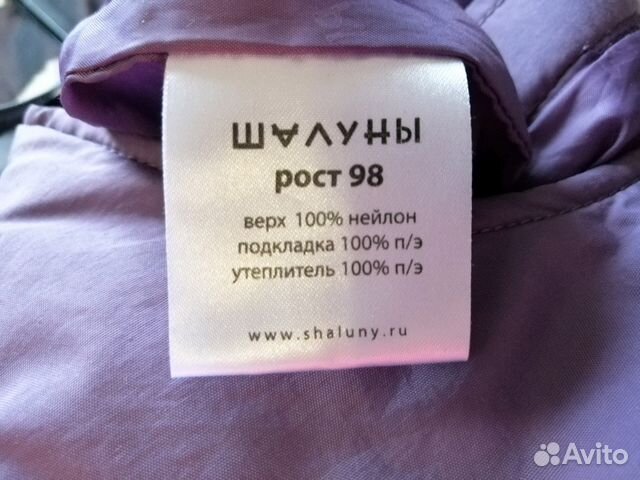 ШАЛУНЫ
рост 98
верх 100% нейлон
подкладка 100% п/э
утеплитель 100% п/э
www.shaluny.ru
Avito